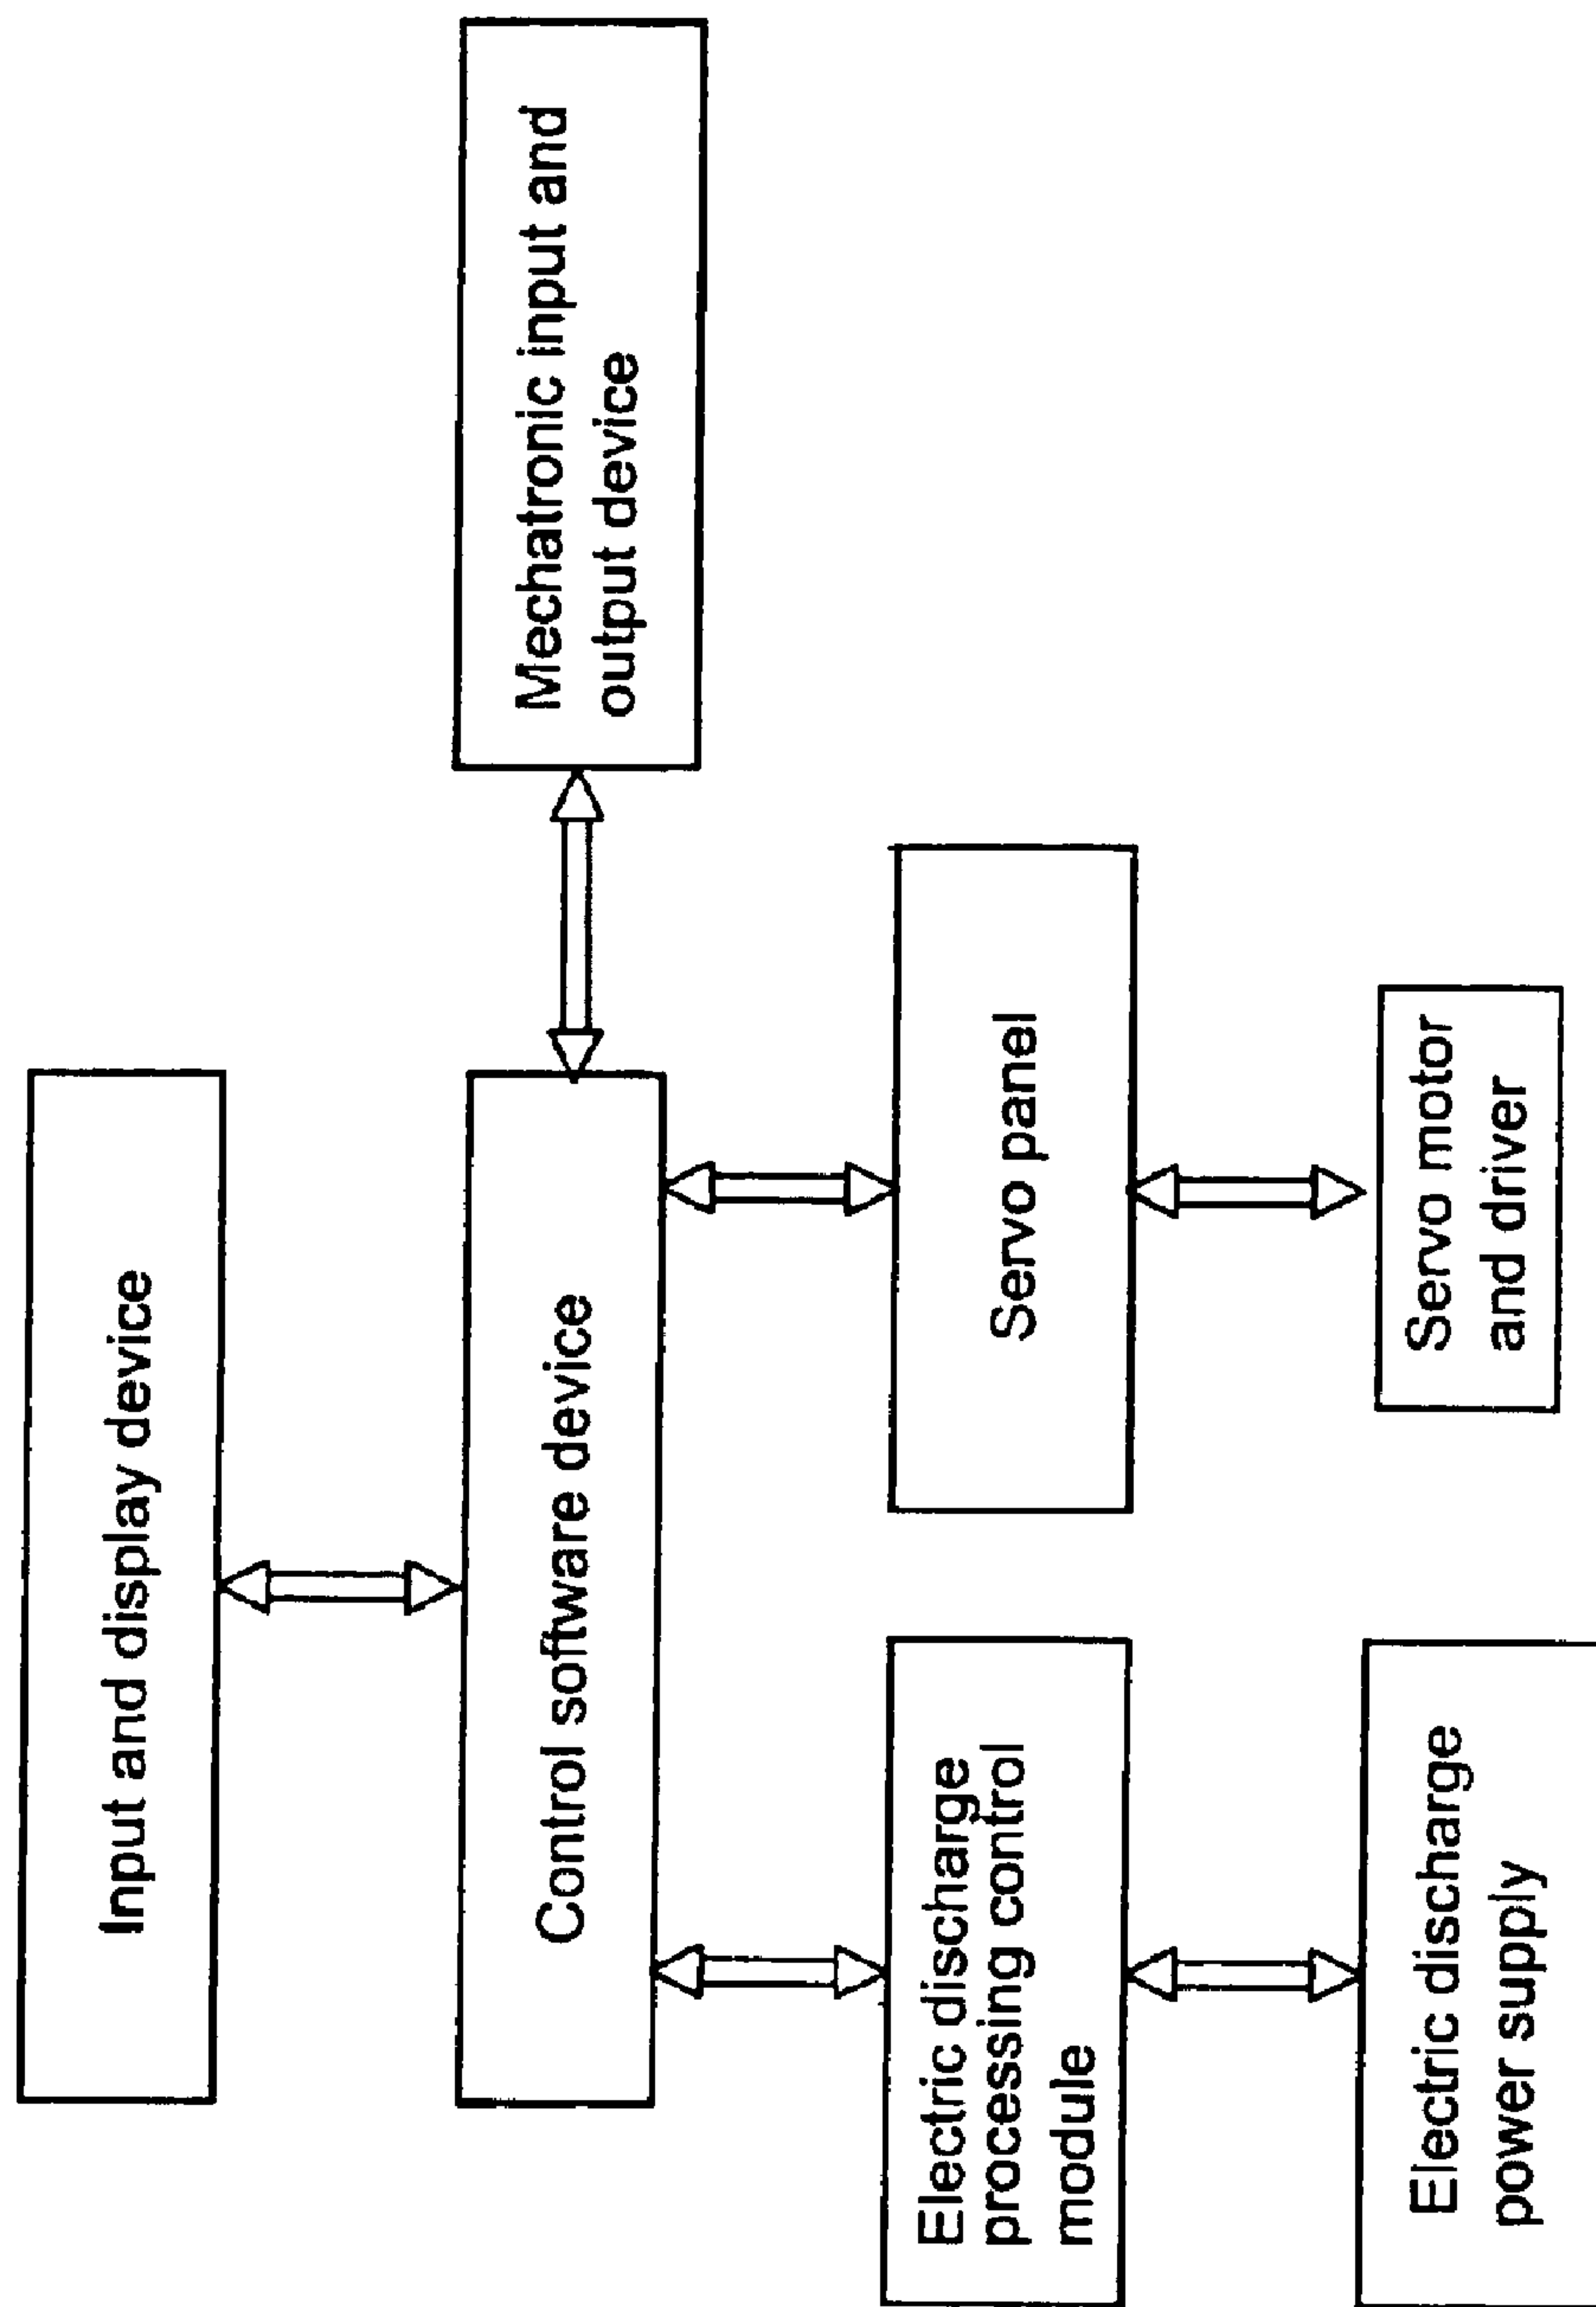 Input and display device
Control software device
Mechatronic input and
output device
Electric discharge
processing control
module
Servo panel
Electric discharge
power supply
Servo motor
and driver